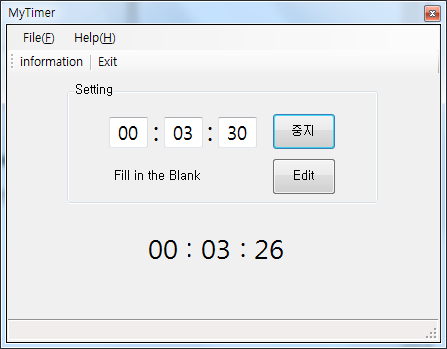 MyTimer
File(F) Help(H)
information Exit
Setting
00 : 03 : 30 중지
Fill in the Blank Edit
00 : 03 : 26